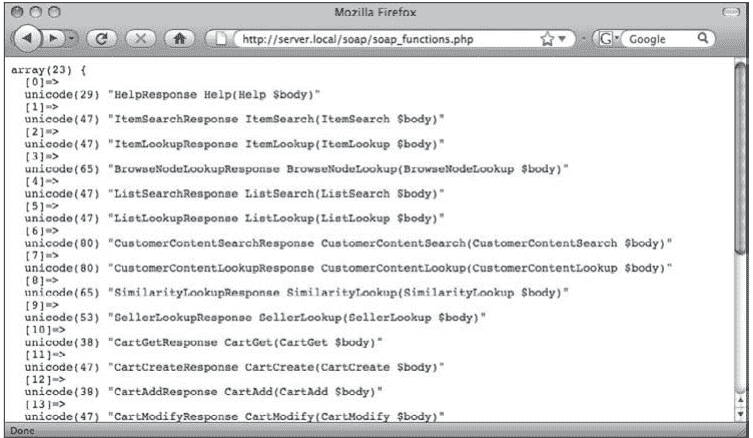 Mozilla Firefox
http://server.local/soap/soap_functions.php
G Google
array(23) {
[0]=>
unicode(29) "HelpResponse Help(Help $body)"
[1]=>
unicode(47) "ItemSearchResponse ItemSearch(ItemSearch $body)"
[2]=>
unicode(47) "ItemLookupResponse ItemLookup(ItemLookup $body)"
[3]=>
unicode(65) "BrowseNodeLookupResponse BrowseNodeLookup(BrowseNodeLookup $body)"
[4]=>
unicode(47) "ListSearchResponse ListSearch(ListSearch $body)"
[5]=>
unicode(47) "ListLookupResponse ListLookup(ListLookup $body)"
[6]=>
unicode(80) "CustomerContentSearchResponse CustomerContentSearch(CustomerContentSearch $body)"
[7]=>
unicode(80) "CustomerContentLookupResponse CustomerContentLookup(CustomerContentLookup $body)"
[8]=>
unicode(65) "SimilarityLookupResponse SimilarityLookup(SimilarityLookup $body)"
[9]=>
unicode(53) "SellerLookupResponse SellerLookup(SellerLookup $body)"
[10]=>
unicode(38) "CartGetResponse CartGet(CartGet $body)"
[11]=>
unicode(47) "CartCreateResponse CartCreate(CartCreate $body)"
[12]=>
unicode(38) "CartAddResponse CartAdd(CartAdd $body)"
[13]=>
unicode(47) "CartModifyResponse CartModify(CartModify $body)"
Done